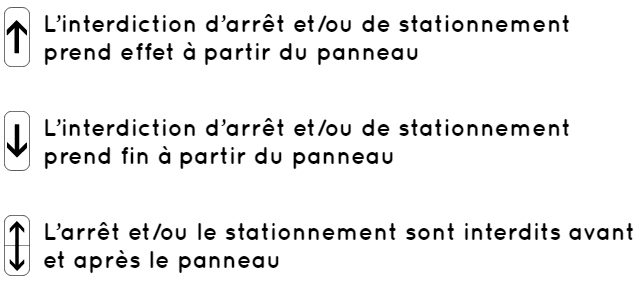 L'interdiction d'arrêt et/ou de stationnement
prend effet à partir du panneau
L'interdiction d'arrêt et/ou de stationnement
prend fin à partir du panneau
L'arrêt et/ou le stationnement sont interdits avant
et après le panneau